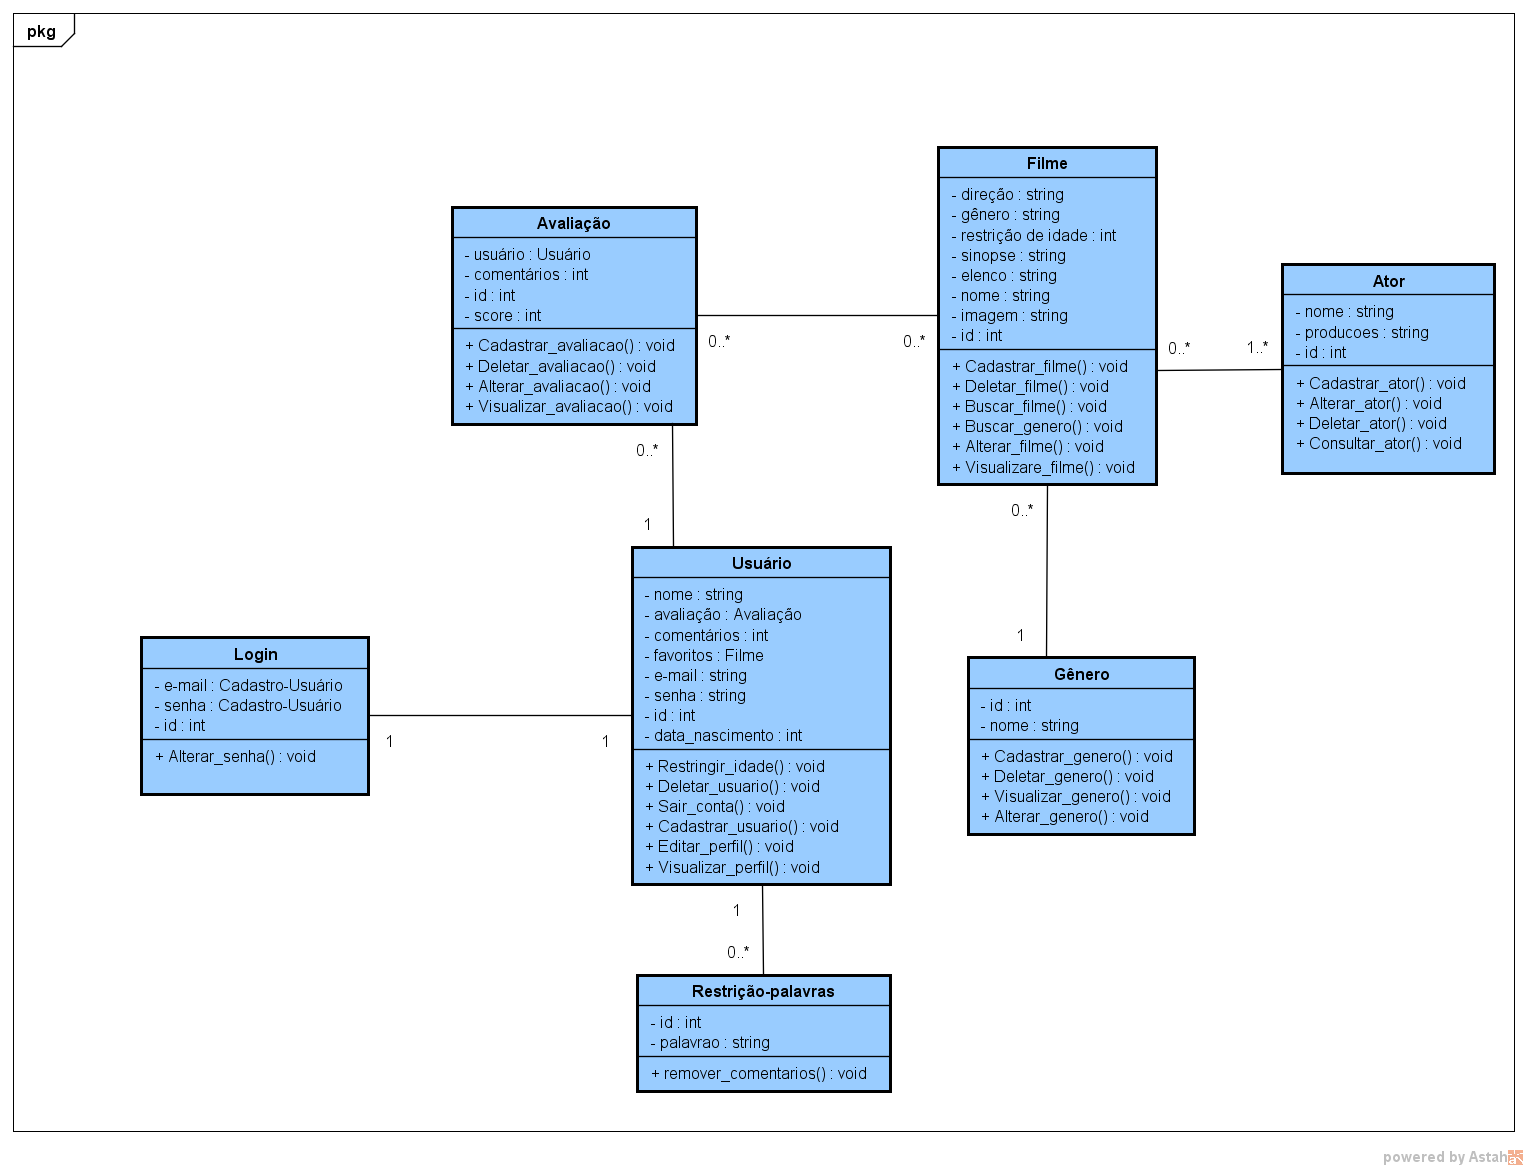 pkg
Filme
- direção : string
- gênero : string
- restrição de idade : int
- sinopse : string
- elenco : string
- nome : string
- imagem : string
- id : int
+ Cadastrar_filme() : void
+ Deletar_filme() : void
+ Buscar_filme() : void
+ Buscar_genero() : void
+ Alterar_filme() : void
+ Visualizare_filme() : void
Avaliação
- usuário : Usuário
- comentários : int
- id : int
- score : int
+ Cadastrar_avaliacao() : void
+ Deletar_avaliacao() : void
+ Alterar_avaliacao() : void
+ Visualizar_avaliacao() : void
Ator
- nome : string
- producoes : string
- id : int
+ Cadastrar_ator() : void
+ Alterar_ator() : void
+ Deletar_ator() : void
+ Consultar_ator() : void
0..*
0..*
0..*
1..*
0..*
1
0..*
1
Usuário
- nome : string
- avaliação : Avaliação
- comentários : int
- favoritos : Filme
- e-mail : string
- senha : string
- id : int
- data_nascimento : int
+ Restringir_idade() : void
+ Deletar_usuario() : void
+ Sair_conta() : void
+ Cadastrar_usuario() : void
+ Editar_perfil() : void
+ Visualizar_perfil() : void
Login
- e-mail : Cadastro-Usuário
- senha : Cadastro-Usuário
- id : int
+ Alterar_senha() : void
1
1
Gênero
- id : int
- nome : string
+ Cadastrar_genero() : void
+ Deletar_genero() : void
+ Visualizar_genero() : void
+ Alterar_genero() : void
1
0..*
Restrição-palavras
- id : int
- palavrao : string
+ remover_comentarios() : void
powered by Astah